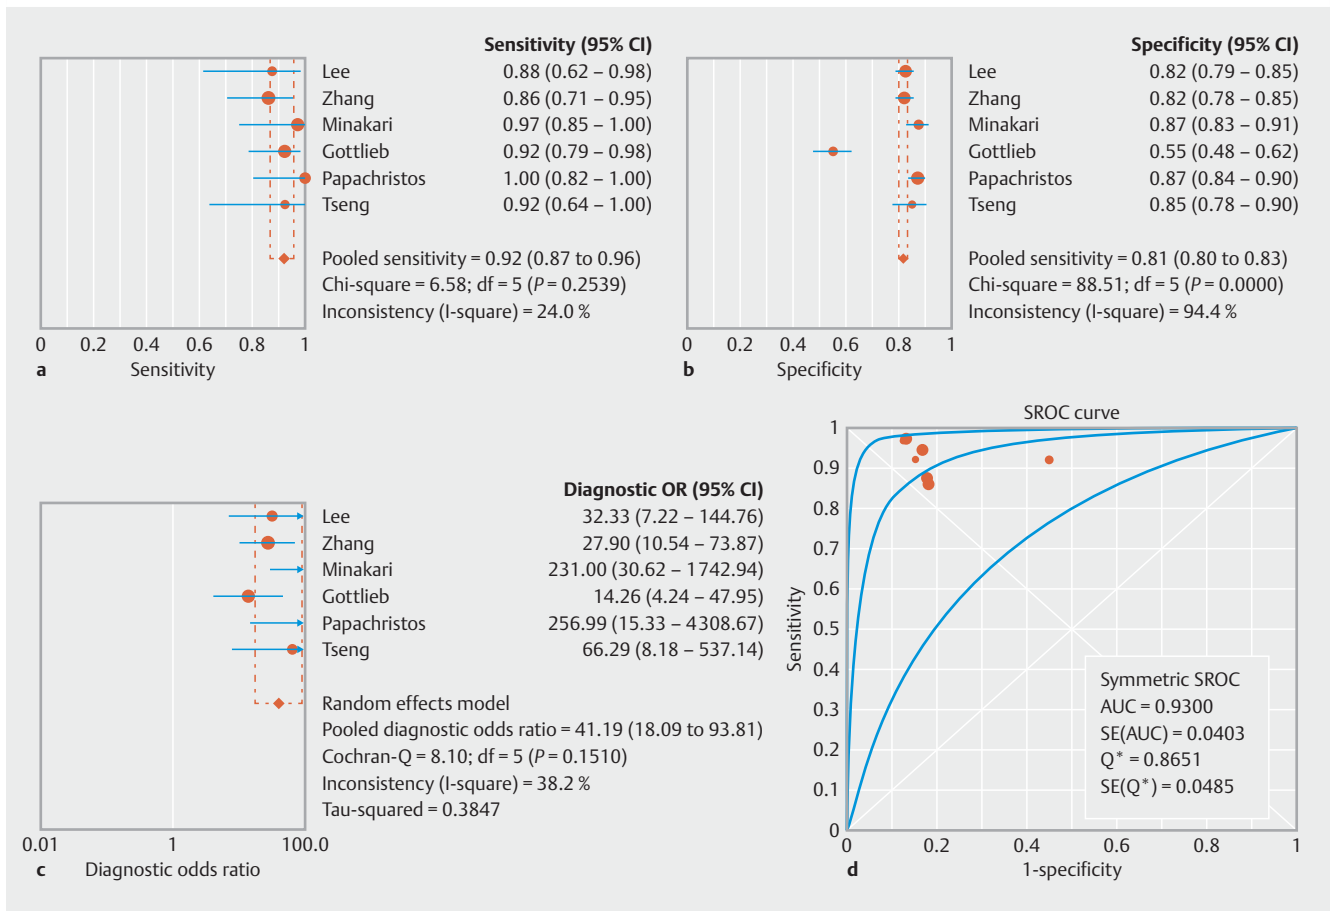 Sensitivity (95% CI)
Lee 0.88 (0.62 – 0.98)
Zhang 0.86 (0.71 – 0.95)
Minakari 0.97 (0.85 – 1.00)
Gottlieb 0.92 (0.79 – 0.98)
Papachristos 1.00 (0.82 – 1.00)
Tseng 0.92 (0.64 – 1.00)
Pooled sensitivity = 0.92 (0.87 to 0.96)
Chi-square = 6.58; df = 5 (P = 0.2539)
Inconsistency (I-square) = 24.0 %
0 0.2 0.4 0.6 0.8 1
a Sensitivity
Specificity (95% CI)
Lee 0.82 (0.79 – 0.85)
Zhang 0.82 (0.78 – 0.85)
Minakari 0.87 (0.83 – 0.91)
Gottlieb 0.55 (0.48 – 0.62)
Papachristos 0.87 (0.84 – 0.90)
Tseng 0.85 (0.78 – 0.90)
Pooled sensitivity = 0.81 (0.80 to 0.83)
Chi-square = 88.51; df = 5 (P = 0.0000)
Inconsistency (I-square) = 94.4 %
0 0.2 0.4 0.6 0.8 1
b Specificity
Diagnostic OR (95% CI)
Lee 32.33 (7.22 – 144.76)
Zhang 27.90 (10.54 – 73.87)
Minakari 231.00 (30.62 – 1742.94)
Gottlieb 14.26 (4.24 – 47.95)
Papachristos 256.99 (15.33 – 4308.67)
Tseng 66.29 (8.18 – 537.14)
Random effects model
Pooled diagnostic odds ratio = 41.19 (18.09 to 93.81)
Cochran-Q = 8.10; df = 5 (P = 0.1510)
Inconsistency (I-square) = 38.2 %
Tau-squared = 0.3847
0.01 1 100.0
c Diagnostic odds ratio
SROC curve
1
0.9
0.8
0.7
0.6
0.5
0.4
0.3
0.2
0.1
0
Sensitivity
Symmetric SROC
AUC = 0.9300
SE(AUC) = 0.0403
Q* = 0.8651
SE(Q*) = 0.0485
0 0.2 0.4 0.6 0.8 1
d 1-specificity